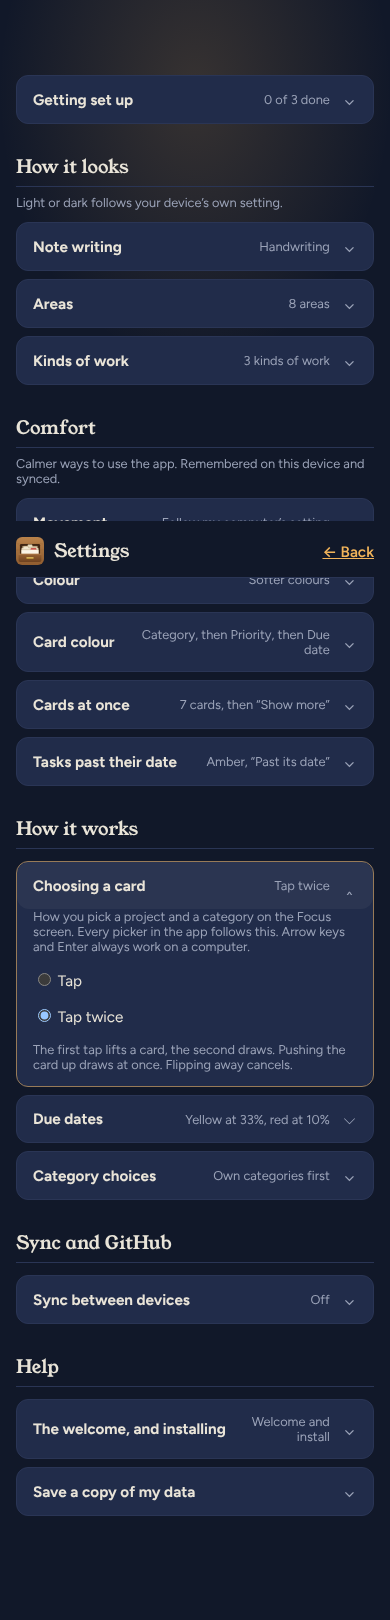 Getting set up 0 of 3 done
How it looks
Light or dark follows your device's own setting.
Note writing Handwriting
Areas 8 areas
Kinds of work 3 kinds of work
Comfort
Calmer ways to use the app. Remembered on this device and
synced.
Settings ← Back
Colour Softer colours
Card colour Category, then Priority, then Due
date
Cards at once 7 cards, then “Show more”
Tasks past their date Amber, “Past its date”
How it works
Choosing a card Tap twice
How you pick a project and a category on the Focus
screen. Every picker in the app follows this. Arrow keys
and Enter always work on a computer.
Tap
Tap twice
The first tap lifts a card, the second draws. Pushing the
card up draws at once. Flipping away cancels.
Due dates Yellow at 33%, red at 10%
Category choices Own categories first
Sync and GitHub
Sync between devices Off
Help
The welcome, and installing Welcome and
install
Save a copy of my data